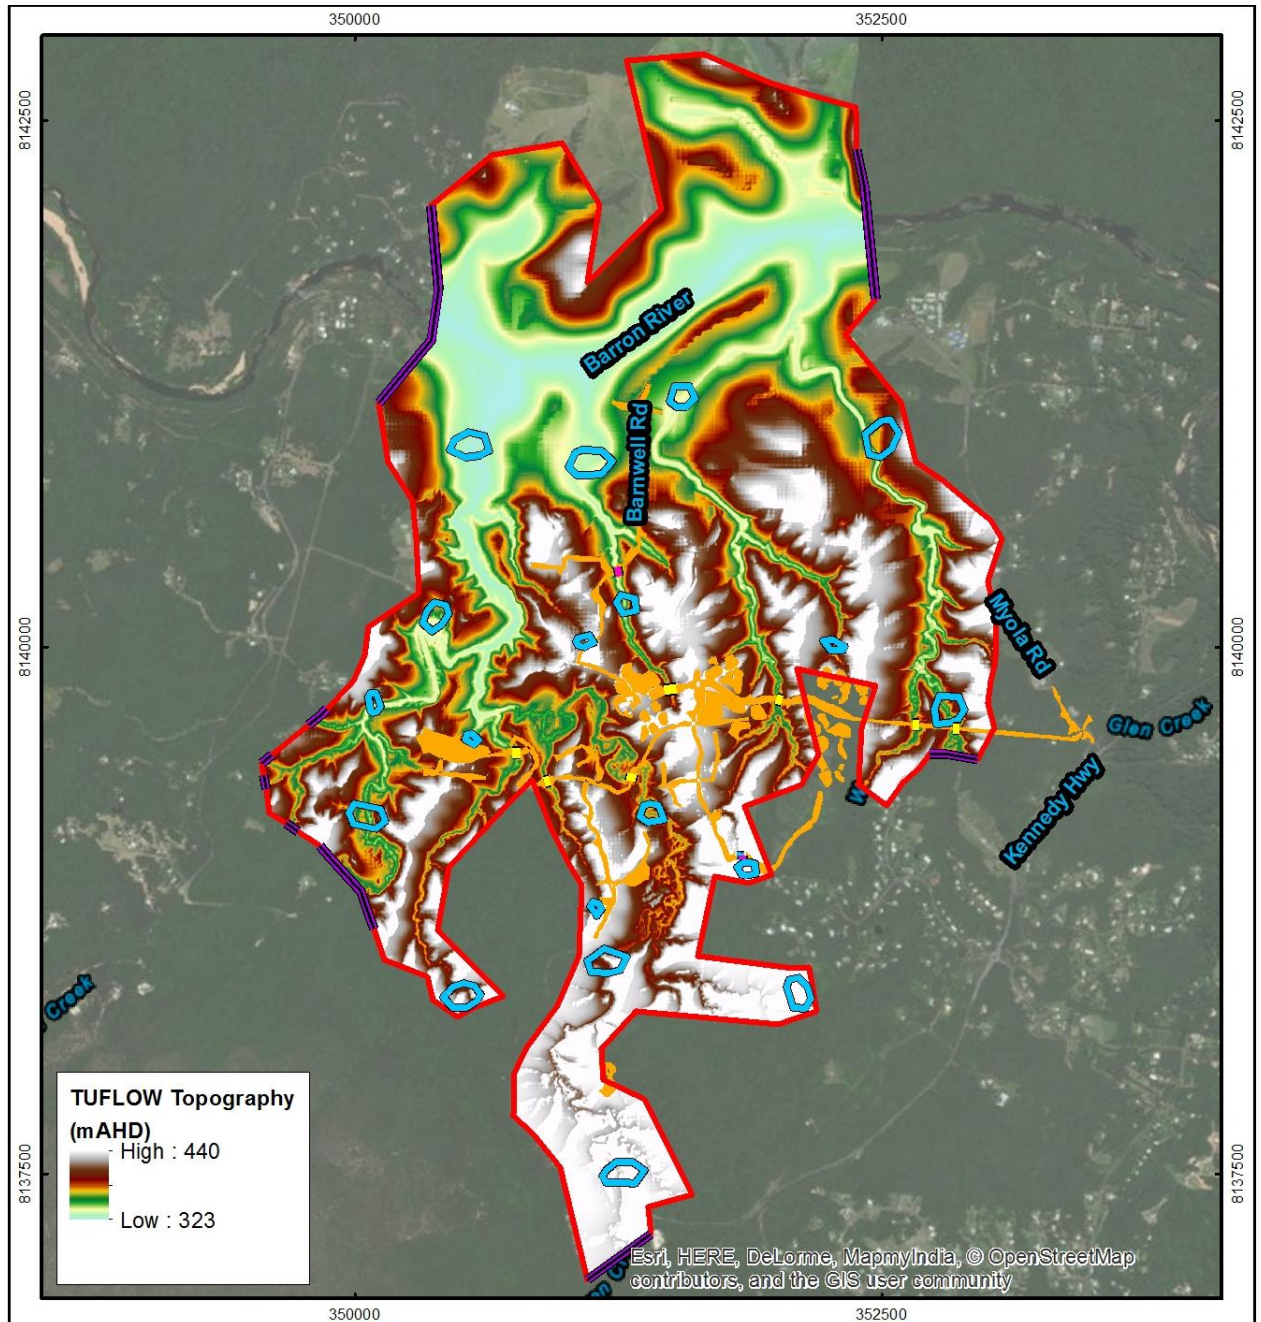 350000
352500
8142500
8142500
Barron River
Barnwell Rd
8140000
8140000
Myola Rd
Glen Creek
Kennedy Hwy
W
Creek
TUFLOW Topography
(mAHD)
High : 440
Low : 323
8137500
8137500
Esri, HERE, DeLorme, MapmyIndia, © OpenStreetMap
contributors, and the GIS user community
350000
352500